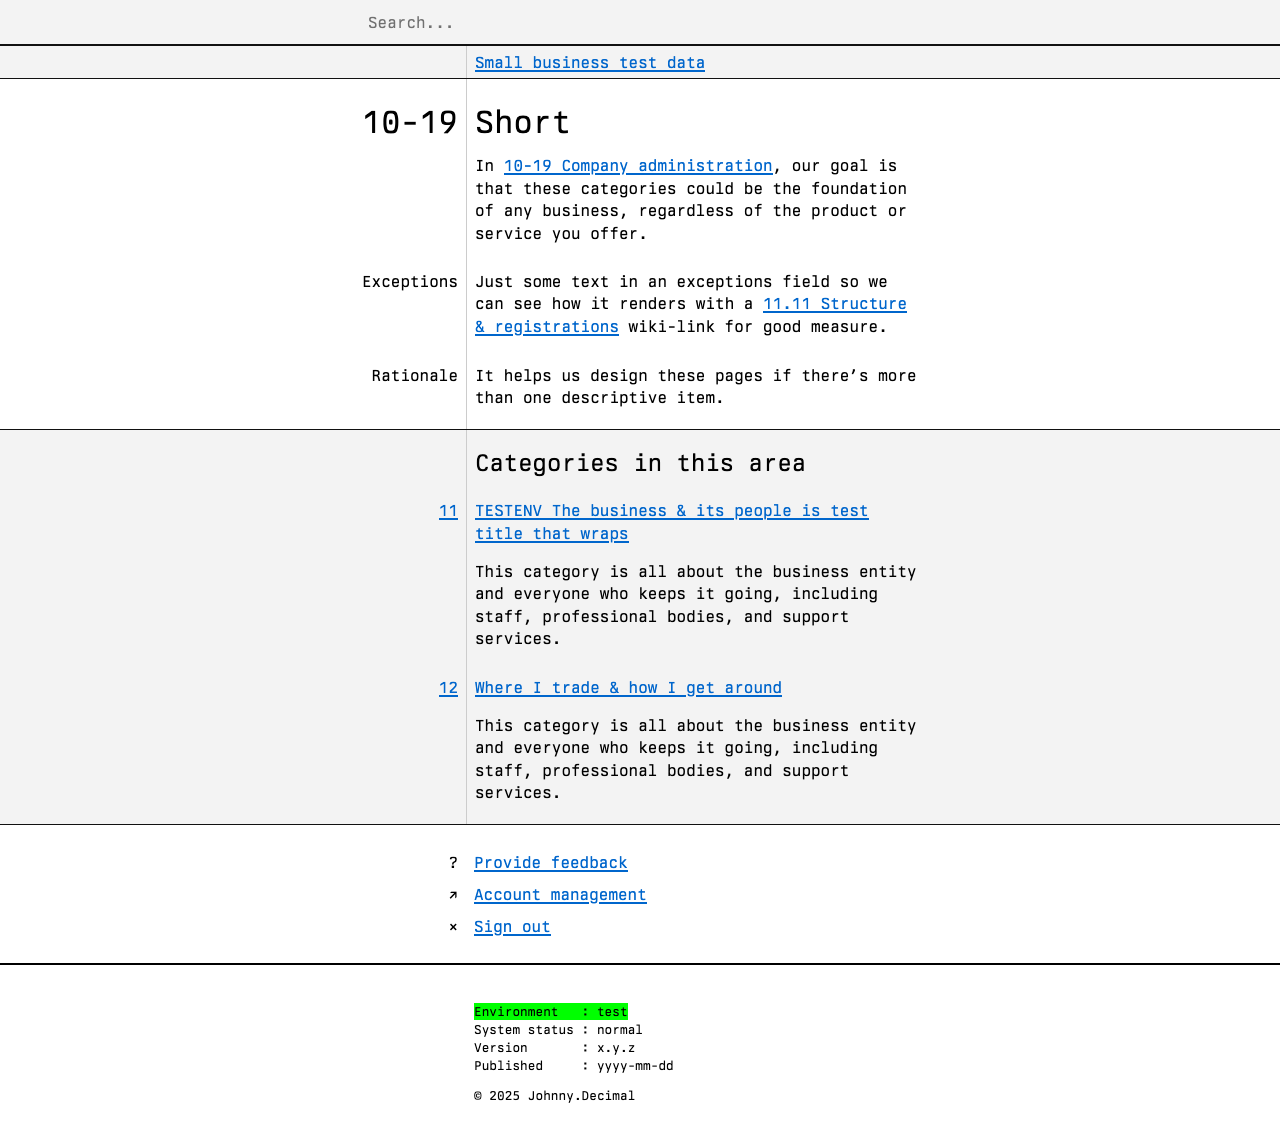 Search...
Small business test data
10-19 Short
In 10-19 Company administration, our goal is
that these categories could be the foundation
of any business, regardless of the product or
service you offer.
Exceptions Just some text in an exceptions field so we
can see how it renders with a 11.11 Structure
& registrations wiki-link for good measure.
Rationale It helps us design these pages if there’s more
than one descriptive item.
Categories in this area
11 TESTENV The business & its people is test
title that wraps
This category is all about the business entity
and everyone who keeps it going, including
staff, professional bodies, and support
services.
12 Where I trade & how I get around
This category is all about the business entity
and everyone who keeps it going, including
staff, professional bodies, and support
services.
? Provide feedback
↗ Account management
× Sign out
Environment : test
System status : normal
Version : x.y.z
Published : yyyy-mm-dd
© 2025 Johnny.Decimal